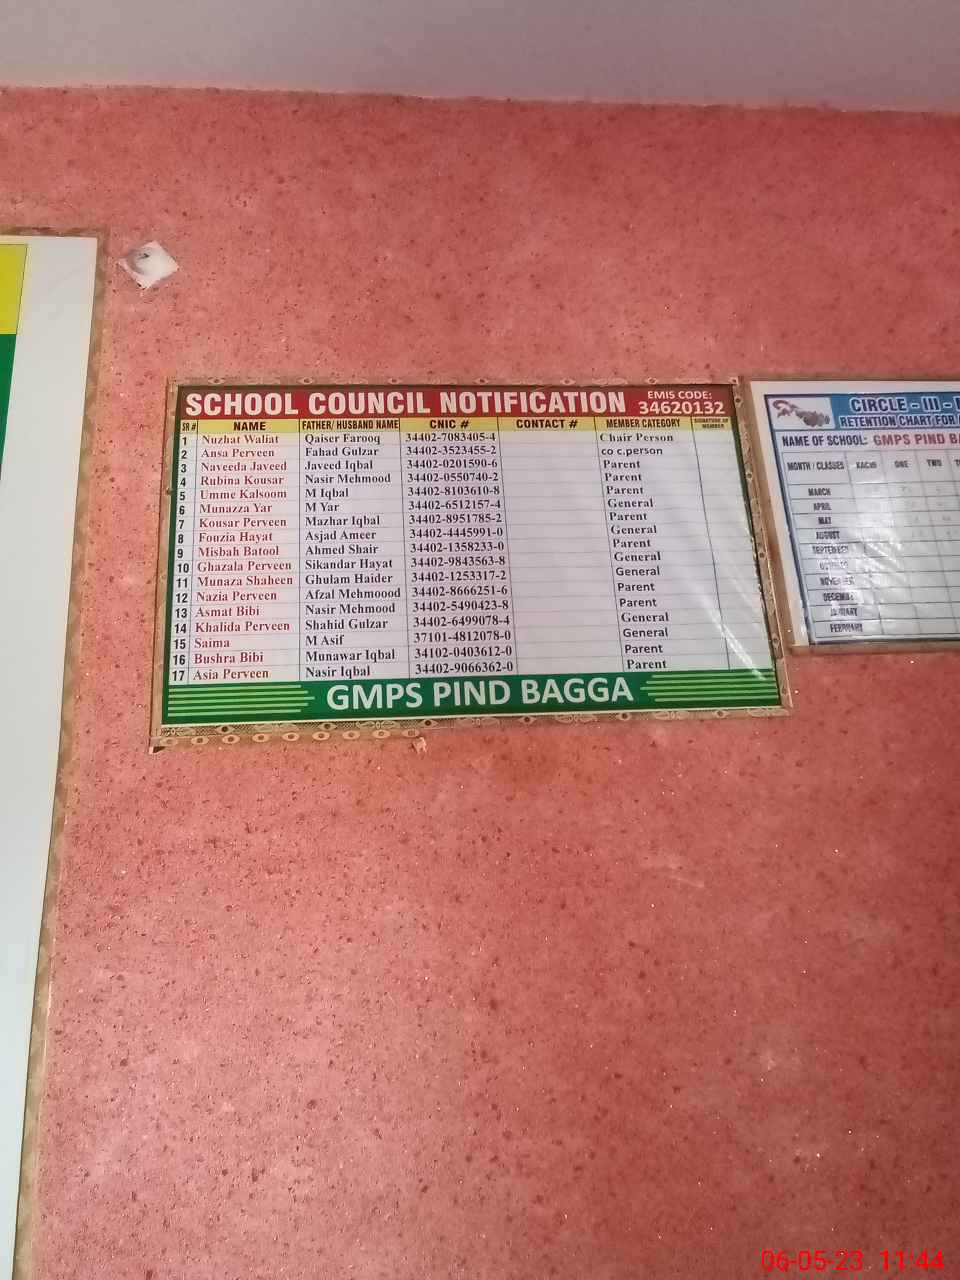 SCHOOL COUNCIL NOTIFICATION EMIS CODE: 34620132
SR # NAME FATHER/ HUSBAND NAME CNIC # CONTACT # MEMBER CATEGORY SIGNATURE OF MEMBER
1 Nuzhat Waliat Qaiser Farooq 34402-7083405-4 Chair Person
2 Ansa Perveen Fahad Gulzar 34402-3523455-2 co c.person
3 Naveeda Javeed Javeed Iqbal 34402-0201590-6 Parent
4 Rubina Kousar Nasir Mehmood 34402-0550740-2 Parent
5 Umme Kalsoom M Iqbal 34402-8103610-8 Parent
6 Munazza Yar M Yar 34402-6512157-4 General
7 Kousar Perveen Mazhar Iqbal 34402-8951785-2 Parent
8 Fouzia Hayat Asjad Ameer 34402-4445991-0 General
9 Misbah Batool Ahmed Shair 34402-1358233-0 Parent
10 Ghazala Perveen Sikandar Hayat 34402-9843563-8 General
11 Munaza Shaheen Ghulam Haider 34402-1253317-2 General
12 Nazia Perveen Afzal Mehmoood 34402-8666251-6 Parent
13 Asmat Bibi Nasir Mehmood 34402-5490423-8 Parent
14 Khalida Perveen Shahid Gulzar 34402-6499078-4 General
15 Saima M Asif 37101-4812078-0 General
16 Bushra Bibi Munawar Iqbal 34102-0403612-0 Parent
17 Asia Perveen Nasir Iqbal 34402-9066362-0 Parent
GMPS PIND BAGGA
CIRCLE - III -
RETENTION CHART FOR
NAME OF SCHOOL: GMPS PIND
MONTH / CLASSES KACHI ONE TWO
MARCH
APRIL
MAY
AUGUST
SEPTEMBER
OCTOBER
NOVEMBER
DECEMBER
JANUARY
FEBRUARY
06-05-23 11:44